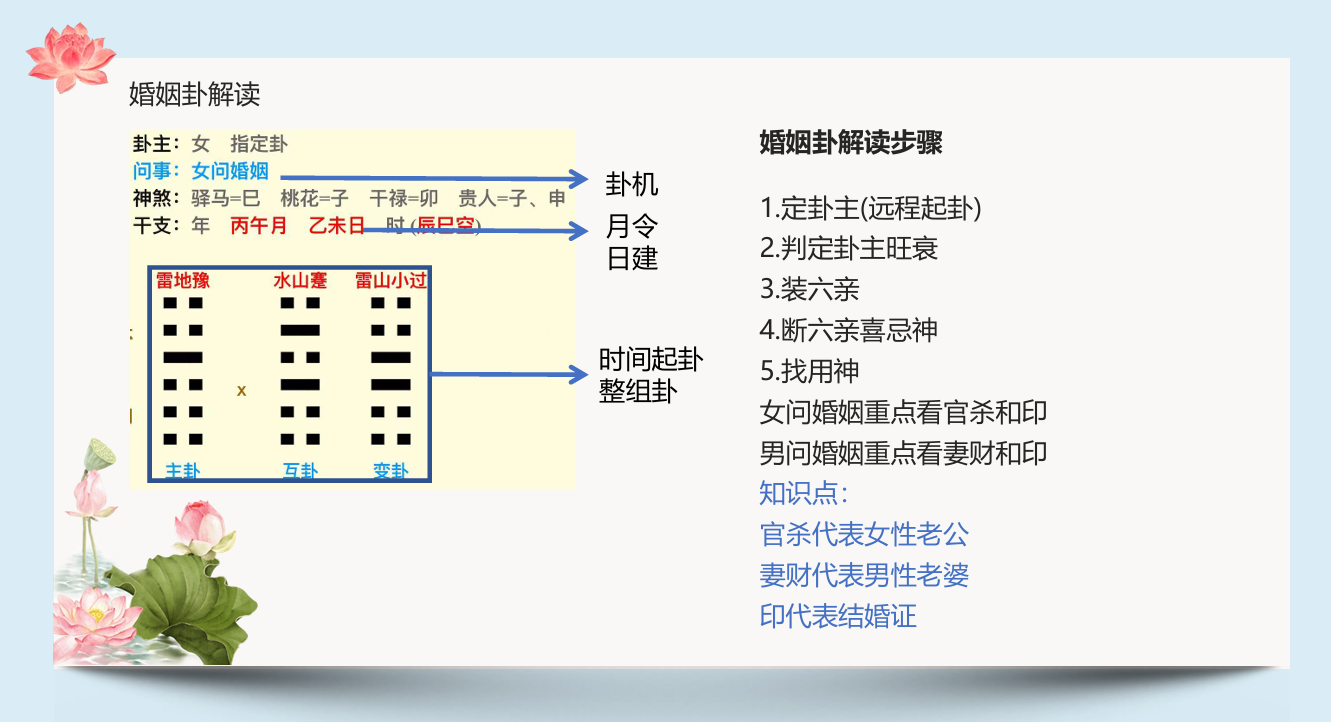 婚姻卦解读
卦主：女 指定卦
问事：女问婚姻
神煞：驿马=巳 桃花=子 干禄=卯 贵人=子、申
干支：年 丙午月 乙未日 时 (辰巳空)
雷地豫 水山蹇 雷山小过
x
主卦 互卦 变卦
卦机
月令
日建
时间起卦
整组卦
婚姻卦解读步骤
1.定卦主(远程起卦)
2.判定卦主旺衰
3.装六亲
4.断六亲喜忌神
5.找用神
女问婚姻重点看官杀和印
男问婚姻重点看妻财和印
知识点：
官杀代表女性老公
妻财代表男性老婆
印代表结婚证